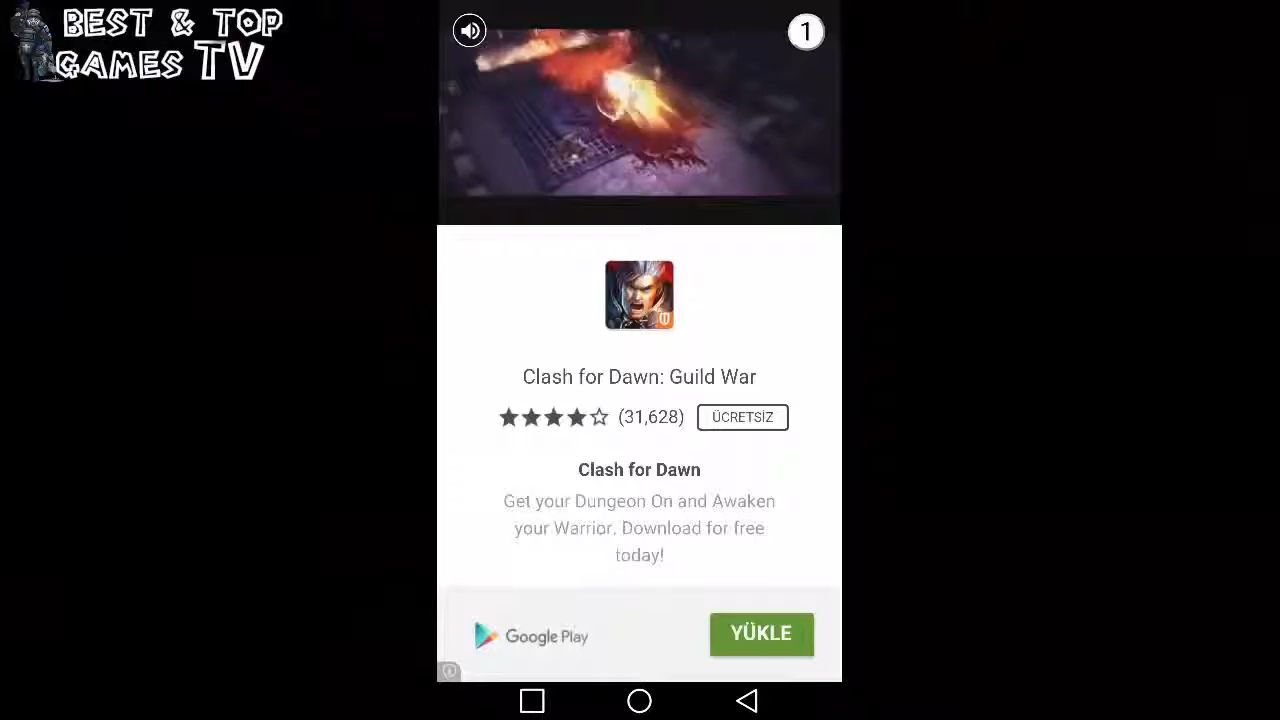 BEST & TOP
GAMES TV
1
Clash for Dawn: Guild War
(31,628) ÜCRETSİZ
Clash for Dawn
Get your Dungeon On and Awaken
your Warrior. Download for free
today!
Google Play
YÜKLE